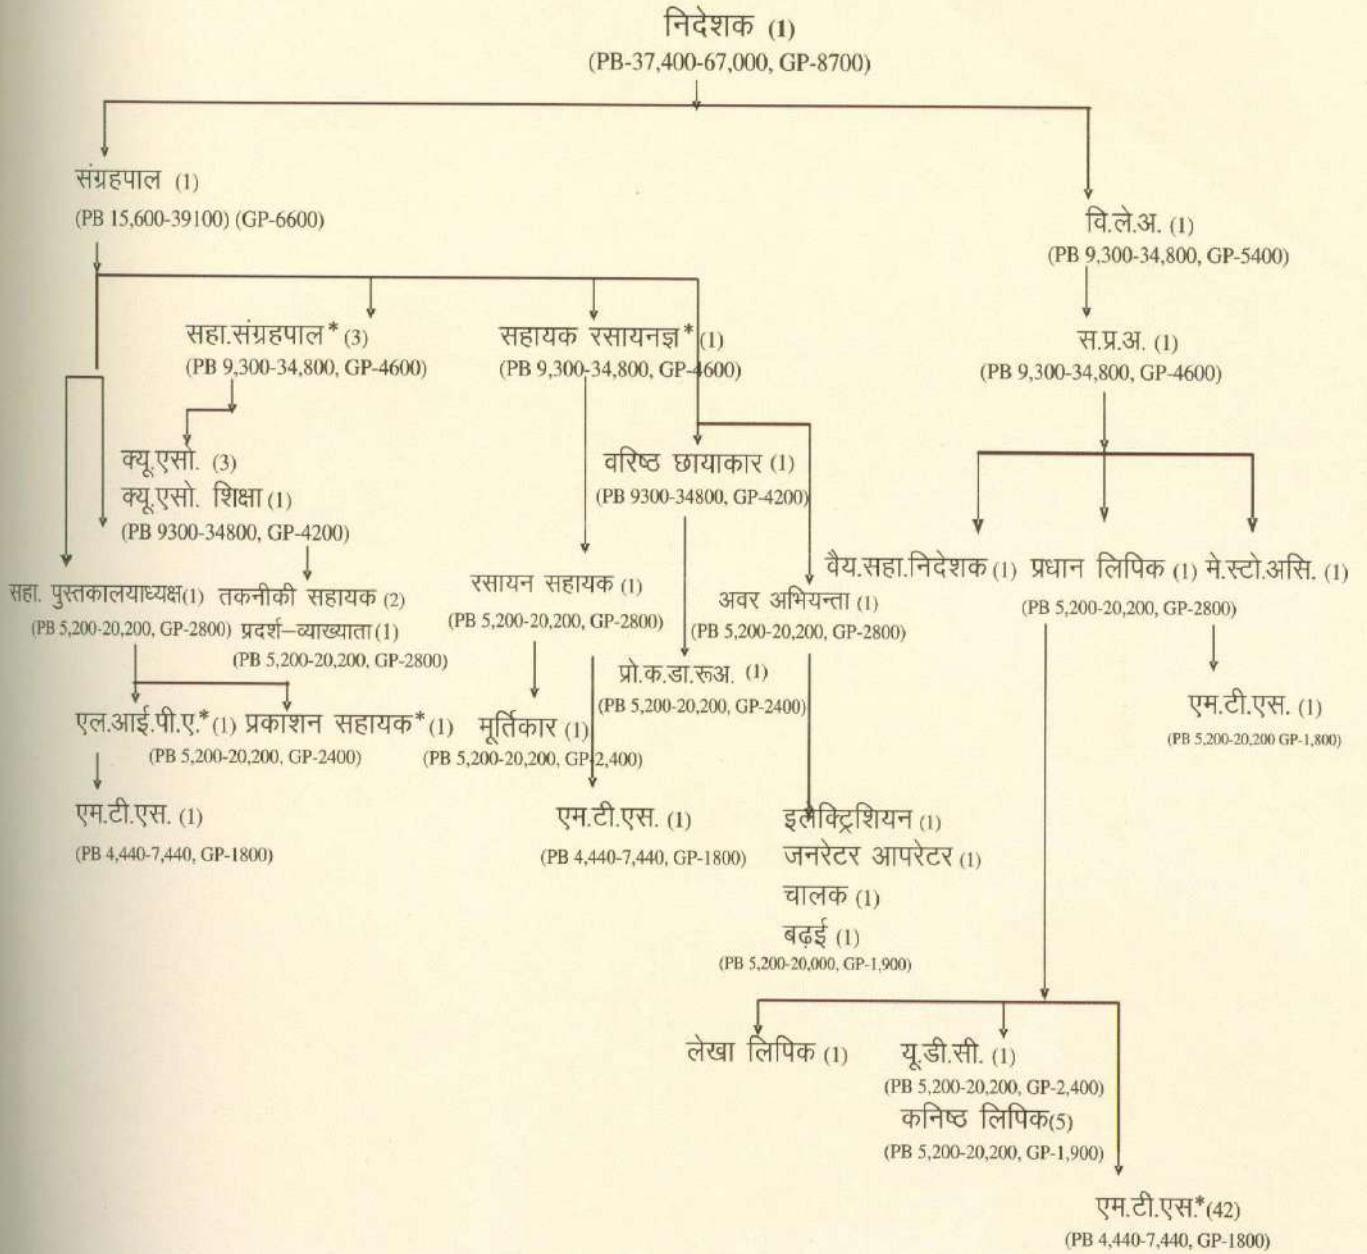 निदेशक (1)
(PB-37,400-67,000, GP-8700)
संग्रहपाल (1)
(PB 15,600-39100) (GP-6600)
वि.ले.अ. (1)
(PB 9,300-34,800, GP-5400)
सहा.संग्रहपाल* (3)
(PB 9,300-34,800, GP-4600)
सहायक रसायनज्ञ* (1)
(PB 9,300-34,800, GP-4600)
स.प्र.अ. (1)
(PB 9,300-34,800, GP-4600)
क्यू.एसो. (3)
क्यू.एसो. शिक्षा (1)
(PB 9300-34800, GP-4200)
वरिष्ठ छायाकार (1)
(PB 9300-34800, GP-4200)
सहा. पुस्तकालयाध्यक्ष(1)
(PB 5,200-20,200, GP-2800)
तकनीकी सहायक (2)
प्रदर्श-व्याख्याता (1)
(PB 5,200-20,200, GP-2800)
रसायन सहायक (1)
(PB 5,200-20,200, GP-2800)
अवर अभियन्ता (1)
(PB 5,200-20,200, GP-2800)
वैय.सहा.निदेशक (1) प्रधान लिपिक (1) मे.स्टो.असि. (1)
(PB 5,200-20,200, GP-2800)
प्रो.क.डा.रूअ. (1)
(PB 5,200-20,200, GP-2400)
एल.आई.पी.ए.* (1) प्रकाशन सहायक* (1)
(PB 5,200-20,200, GP-2400)
मूर्तिकार (1)
(PB 5,200-20,200, GP-2,400)
एम.टी.एस. (1)
(PB 5,200-20,200 GP-1,800)
एम.टी.एस. (1)
(PB 4,440-7,440, GP-1800)
एम.टी.एस. (1)
(PB 4,440-7,440, GP-1800)
इलैक्ट्रिशियन (1)
जनरेटर आपरेटर (1)
चालक (1)
बढ़ई (1)
(PB 5,200-20,000, GP-1,900)
लेखा लिपिक (1)
यू.डी.सी. (1)
(PB 5,200-20,200, GP-2,400)
कनिष्ठ लिपिक(5)
(PB 5,200-20,200, GP-1,900)
एम.टी.एस.*(42)
(PB 4,440-7,440, GP-1800)